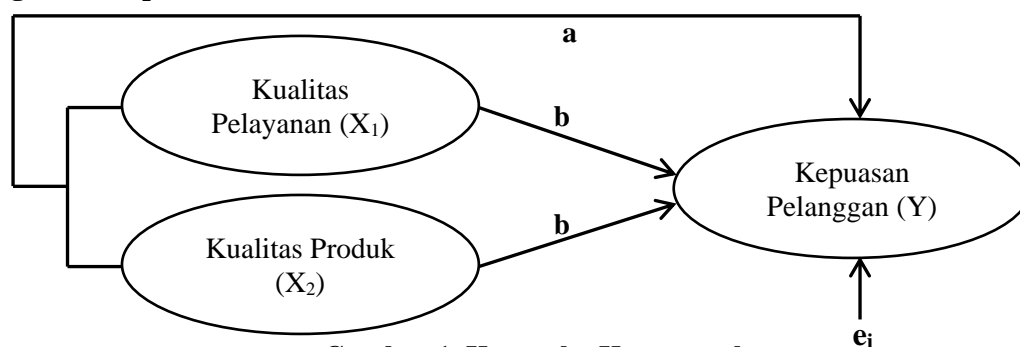 a
Kualitas
Pelayanan (X₁)
b
Kepuasan
Pelanggan (Y)
b
Kualitas Produk
(X₂)
eᵢ